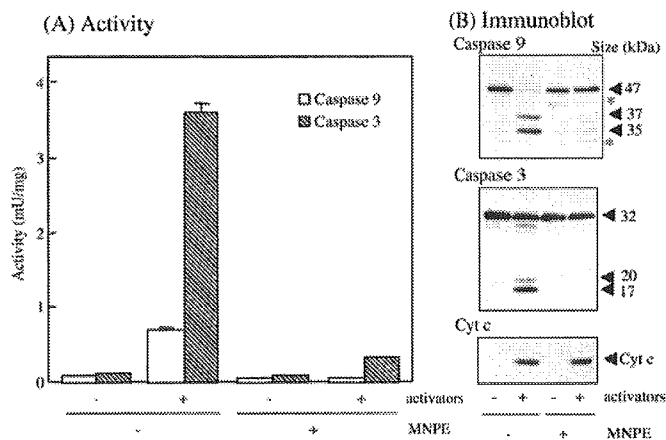 (A) Activity
Activity (mU/mg)
4
3
2
1
0
Caspase 9
Caspase 3
- + - + activators
- + MNPE
(B) Immunoblot
Caspase 9 Size (kDa)
47
*
37
35
*
Caspase 3
32
20
17
Cyt c
Cyt c
- + - + activators
- + MNPE